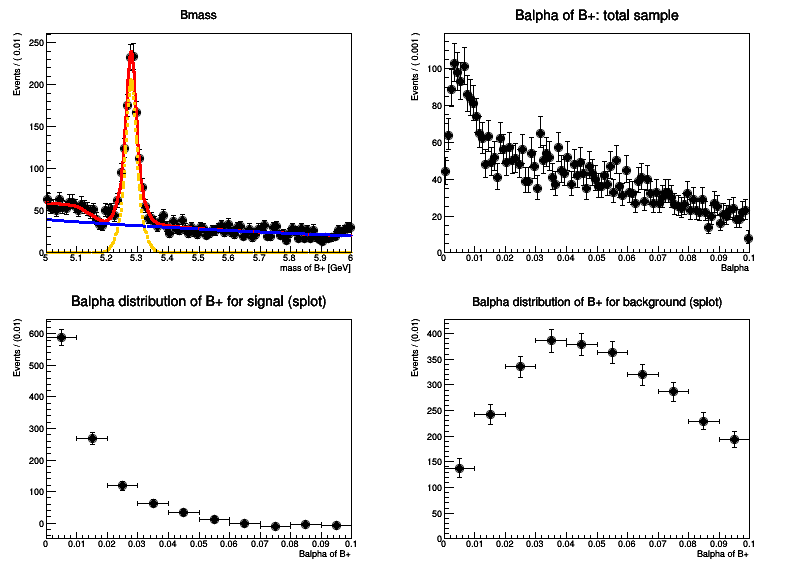 Bmass
Events / ( 0.01 )
250
200
150
100
50
0
5 5.1 5.2 5.3 5.4 5.5 5.6 5.7 5.8 5.9 6
mass of B+ [GeV]
Balpha of B+: total sample
Events / ( 0.001 )
100
80
60
40
20
0
0 0.01 0.02 0.03 0.04 0.05 0.06 0.07 0.08 0.09 0.1
Balpha
Balpha distribution of B+ for signal (splot)
Events / (0.01)
600
500
400
300
200
100
0
0 0.01 0.02 0.03 0.04 0.05 0.06 0.07 0.08 0.09 0.1
Balpha of B+
Balpha distribution of B+ for background (splot)
Events / (0.01)
400
350
300
250
200
150
100
50
0
0 0.01 0.02 0.03 0.04 0.05 0.06 0.07 0.08 0.09 0.1
Balpha of B+